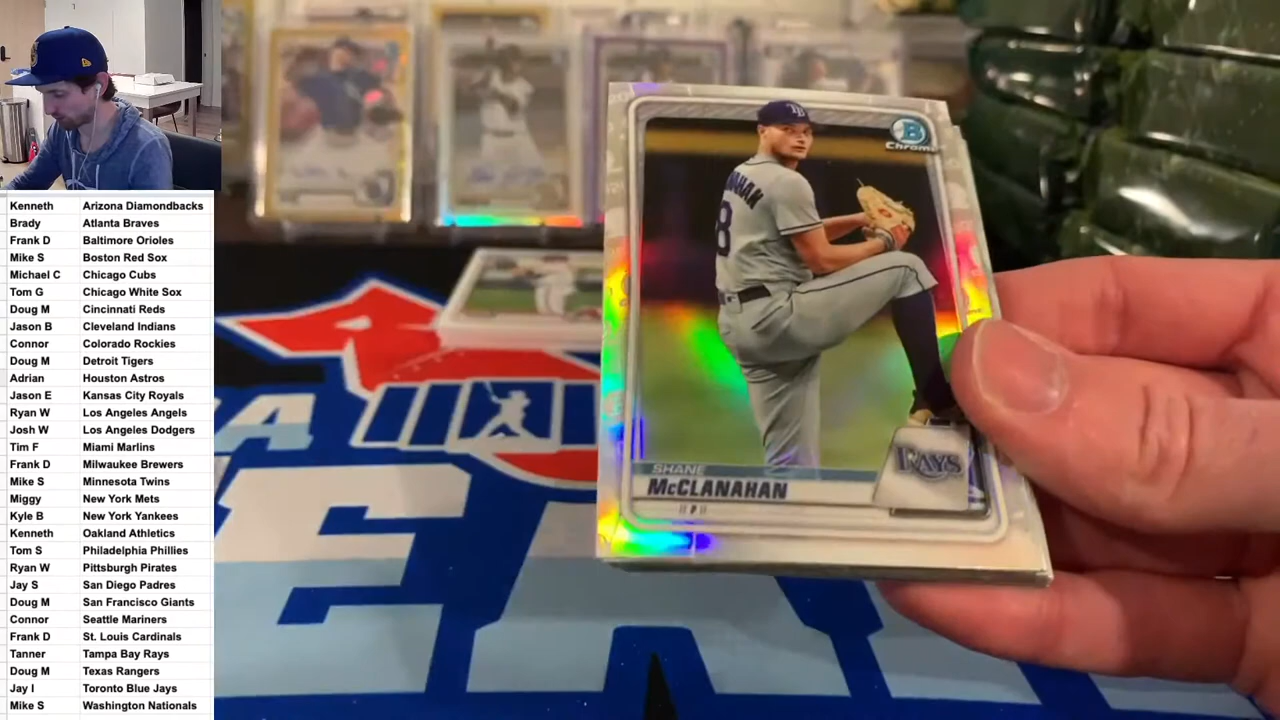 Kenneth Arizona Diamondbacks
Brady Atlanta Braves
Frank D Baltimore Orioles
Mike S Boston Red Sox
Michael C Chicago Cubs
Tom G Chicago White Sox
Doug M Cincinnati Reds
Jason B Cleveland Indians
Connor Colorado Rockies
Doug M Detroit Tigers
Adrian Houston Astros
Jason E Kansas City Royals
Ryan W Los Angeles Angels
Josh W Los Angeles Dodgers
Tim F Miami Marlins
Frank D Milwaukee Brewers
Mike S Minnesota Twins
Miggy New York Mets
Kyle B New York Yankees
Kenneth Oakland Athletics
Tom S Philadelphia Phillies
Ryan W Pittsburgh Pirates
Jay S San Diego Padres
Doug M San Francisco Giants
Connor Seattle Mariners
Frank D St. Louis Cardinals
Tanner Tampa Bay Rays
Doug M Texas Rangers
Jay I Toronto Blue Jays
Mike S Washington Nationals
TB
B
Chrome
8
RAYS
SHANE
McCLANAHAN
P